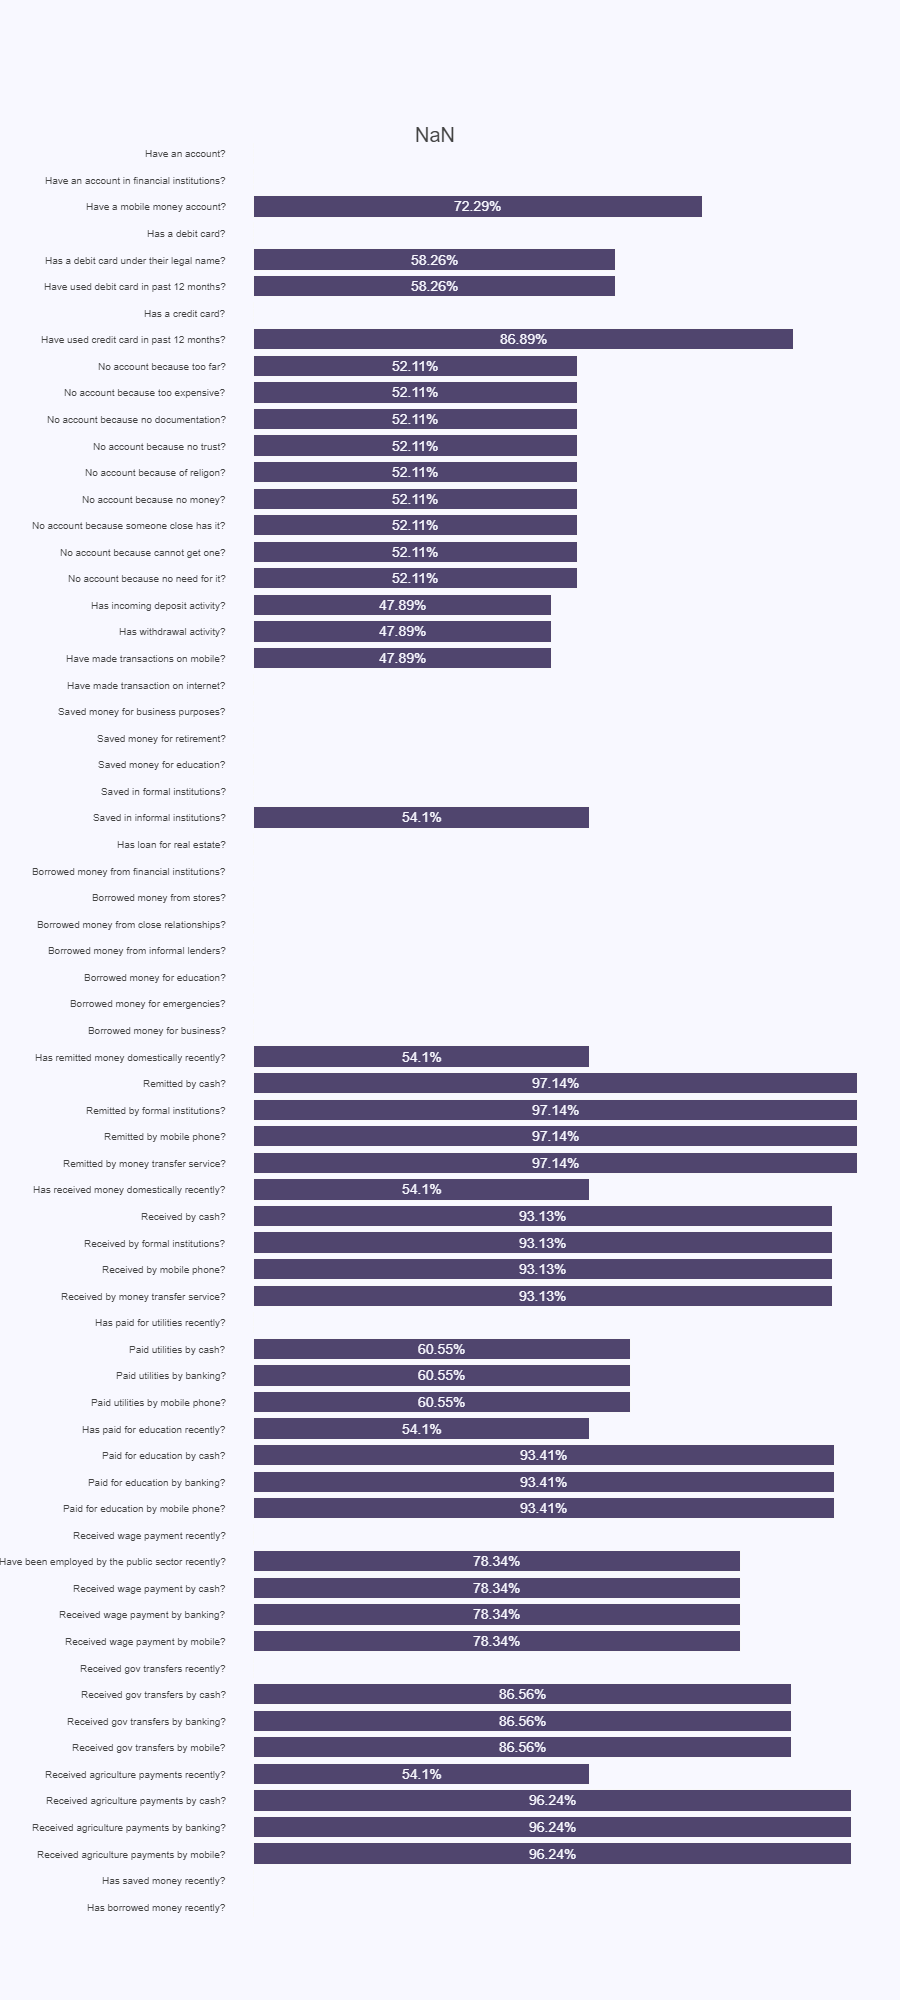 NaN
Have an account?
Have an account in financial institutions?
Have a mobile money account? 72.29%
Has a debit card?
Has a debit card under their legal name? 58.26%
Have used debit card in past 12 months? 58.26%
Has a credit card?
Have used credit card in past 12 months? 86.89%
No account because too far? 52.11%
No account because too expensive? 52.11%
No account because no documentation? 52.11%
No account because no trust? 52.11%
No account because of religon? 52.11%
No account because no money? 52.11%
No account because someone close has it? 52.11%
No account because cannot get one? 52.11%
No account because no need for it? 52.11%
Has incoming deposit activity? 47.89%
Has withdrawal activity? 47.89%
Have made transactions on mobile? 47.89%
Have made transaction on internet?
Saved money for business purposes?
Saved money for retirement?
Saved money for education?
Saved in formal institutions?
Saved in informal institutions? 54.1%
Has loan for real estate?
Borrowed money from financial institutions?
Borrowed money from stores?
Borrowed money from close relationships?
Borrowed money from informal lenders?
Borrowed money for education?
Borrowed money for emergencies?
Borrowed money for business?
Has remitted money domestically recently? 54.1%
Remitted by cash? 97.14%
Remitted by formal institutions? 97.14%
Remitted by mobile phone? 97.14%
Remitted by money transfer service? 97.14%
Has received money domestically recently? 54.1%
Received by cash? 93.13%
Received by formal institutions? 93.13%
Received by mobile phone? 93.13%
Received by money transfer service? 93.13%
Has paid for utilities recently?
Paid utilities by cash? 60.55%
Paid utilities by banking? 60.55%
Paid utilities by mobile phone? 60.55%
Has paid for education recently? 54.1%
Paid for education by cash? 93.41%
Paid for education by banking? 93.41%
Paid for education by mobile phone? 93.41%
Received wage payment recently?
Have been employed by the public sector recently? 78.34%
Received wage payment by cash? 78.34%
Received wage payment by banking? 78.34%
Received wage payment by mobile? 78.34%
Received gov transfers recently?
Received gov transfers by cash? 86.56%
Received gov transfers by banking? 86.56%
Received gov transfers by mobile? 86.56%
Received agriculture payments recently? 54.1%
Received agriculture payments by cash? 96.24%
Received agriculture payments by banking? 96.24%
Received agriculture payments by mobile? 96.24%
Has saved money recently?
Has borrowed money recently?